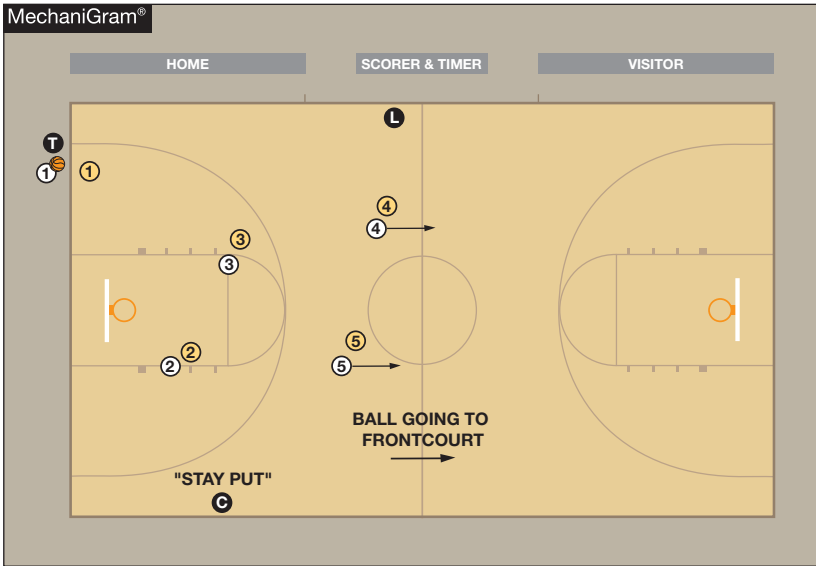 MechaniGram®
HOME
SCORER & TIMER
VISITOR
L
T
1
1
4
4
3
3
5
5
2
2
BALL GOING TO
FRONTCOURT
"STAY PUT"
C